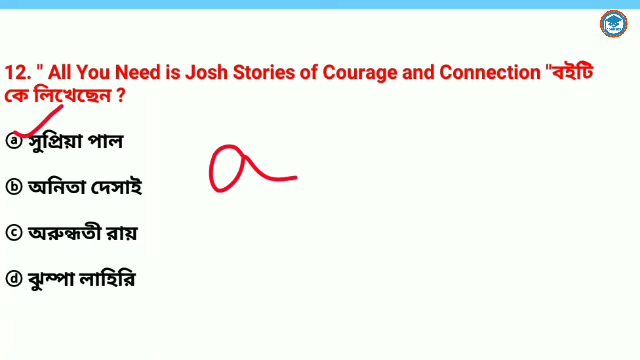 12. " All You Need is Josh Stories of Courage and Connection "বইটি
কে লিখেছেন ?
ⓐ সুপ্রিয়া পাল
a
ⓑ অনিতা দেসাই
ⓒ অরুন্ধতী রায়
ⓓ ঝুম্পা লাহিরি